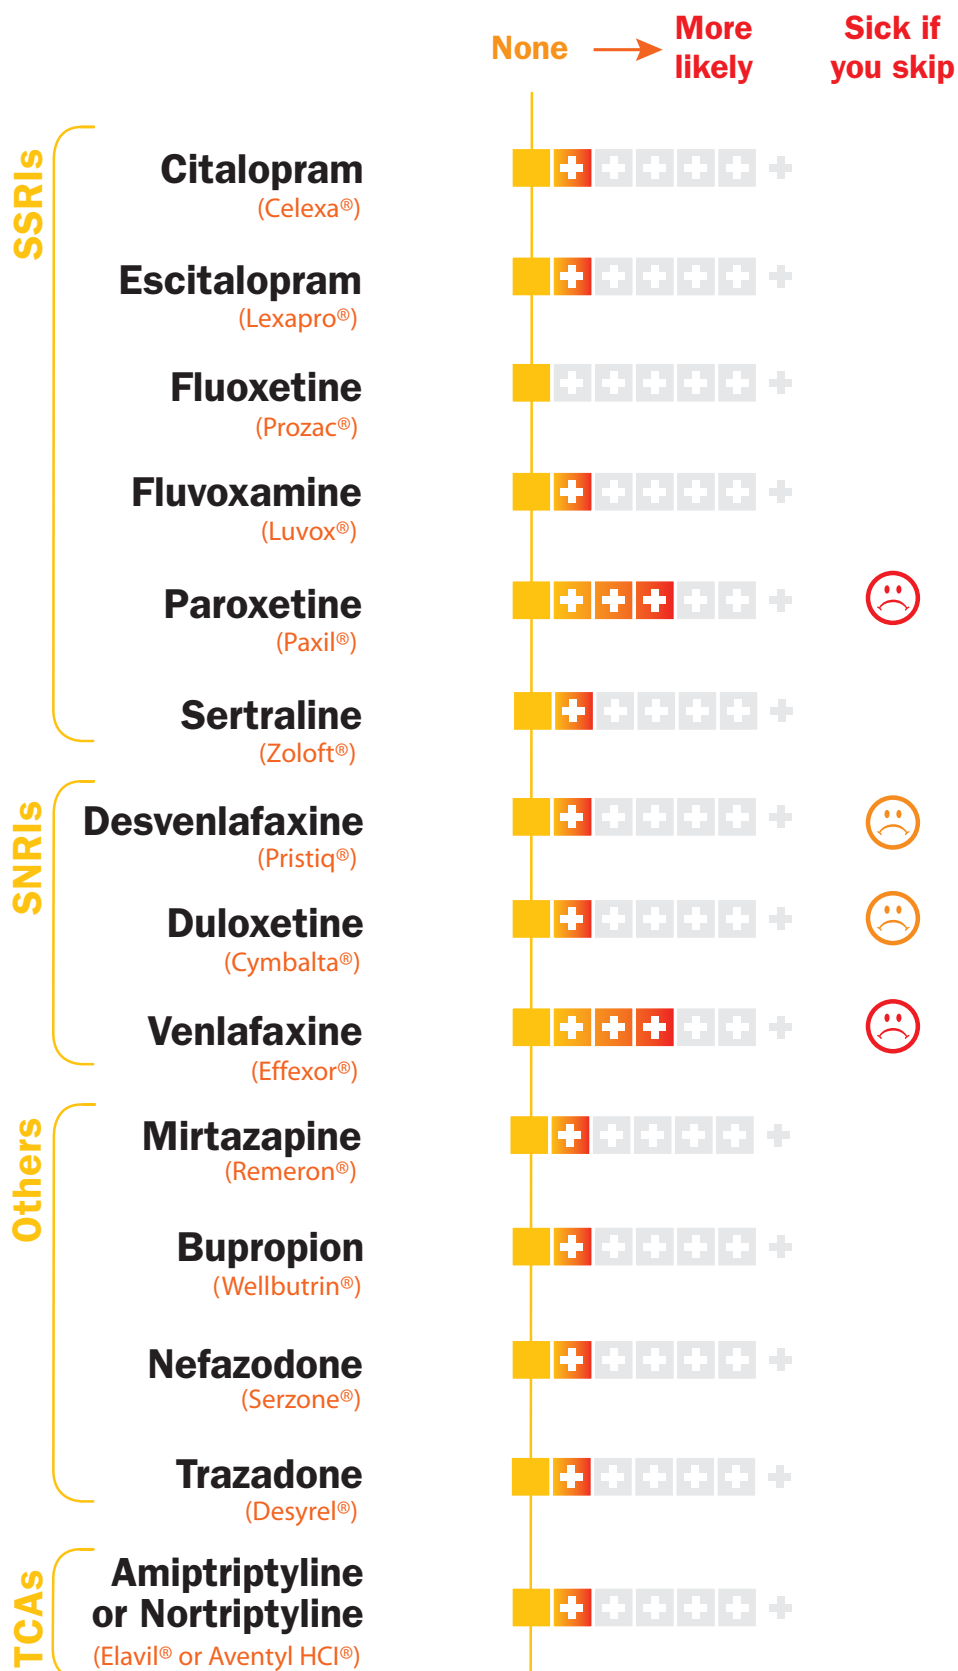 None
More
likely
Sick if
you skip
SSRIs
Citalopram
(Celexa®)
Escitalopram
(Lexapro®)
Fluoxetine
(Prozac®)
Fluvoxamine
(Luvox®)
Paroxetine
(Paxil®)
Sertraline
(Zoloft®)
SNRIs
Desvenlafaxine
(Pristiq®)
Duloxetine
(Cymbalta®)
Venlafaxine
(Effexor®)
Others
Mirtazapine
(Remeron®)
Bupropion
(Wellbutrin®)
Nefazodone
(Serzone®)
Trazadone
(Desyrel®)
TCAs
Amiptriptyline
or Nortriptyline
(Elavil® or Aventyl HCI®)